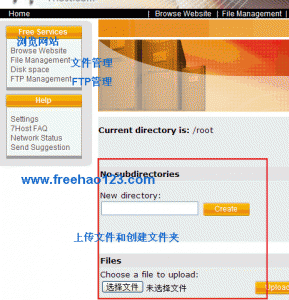 Home | Browse Website | File Management |
Free Services
浏览网站
Browse Website
File Management 文件管理
Disk space
FTP Management FTP管理
Help
Settings
7Host FAQ
Network Status
Send Suggestion
Current directory is: /root
No subdirectories
www.freehao123.com
New directory:
Create
上传文件和创建文件夹
Files
Choose a file to upload:
选择文件 未选择文件
Upload